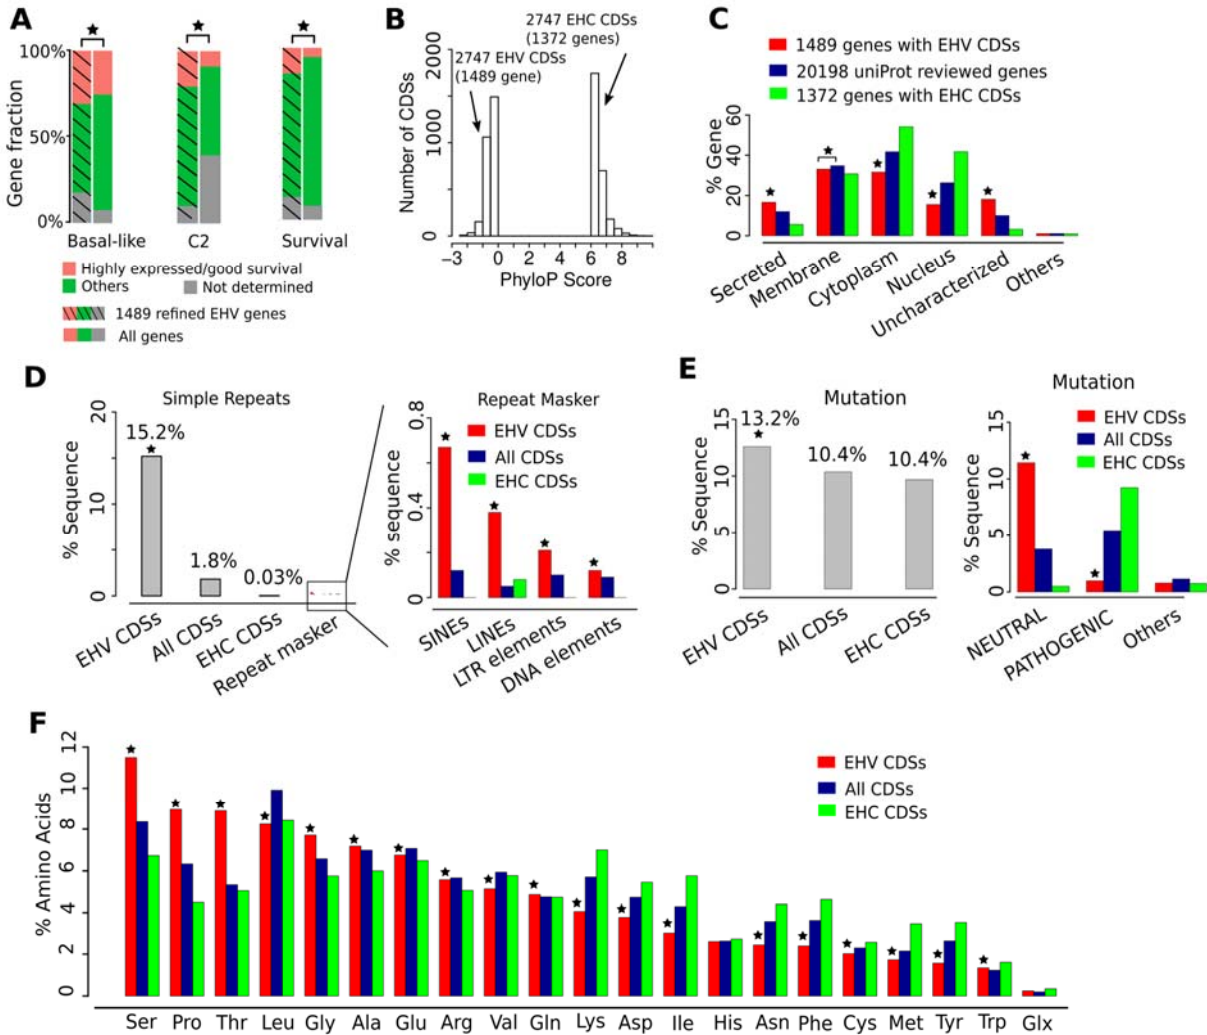 A
100%
50%
0%
Gene fraction
Basal-like
C2
Survival
Highly expressed/good survival
Others
Not determined
1489 refined EHV genes
All genes
B
2747 EHC CDSs
(1372 genes)
2747 EHV CDSs
(1489 gene)
Number of CDSs
0
1000
2000
−3
0
2
4
6
8
PhyloP Score
C
1489 genes with EHV CDSs
20198 uniProt reviewed genes
1372 genes with EHC CDSs
% Gene
0
20
40
60
Secreted
Membrane
Cytoplasm
Nucleus
Uncharacterized
Others
D
Simple Repeats
% Sequence
0
10
20
15.2%
1.8%
0.03%
EHV CDSs
All CDSs
EHC CDSs
Repeat masker
Repeat Masker
% sequence
0
0.4
0.8
EHV CDSs
All CDSs
EHC CDSs
SINEs
LINEs
LTR elements
DNA elements
E
Mutation
% Sequence
0
5
10
15
13.2%
10.4%
10.4%
EHV CDSs
All CDSs
EHC CDSs
Mutation
% Sequence
0
5
10
15
EHV CDSs
All CDSs
EHC CDSs
NEUTRAL
PATHOGENIC
Others
F
% Amino Acids
0
2
4
6
8
10
12
EHV CDSs
All CDSs
EHC CDSs
Ser Pro Thr Leu Gly Ala Glu Arg Val Gln Lys Asp Ile His Asn Phe Cys Met Tyr Trp Glx